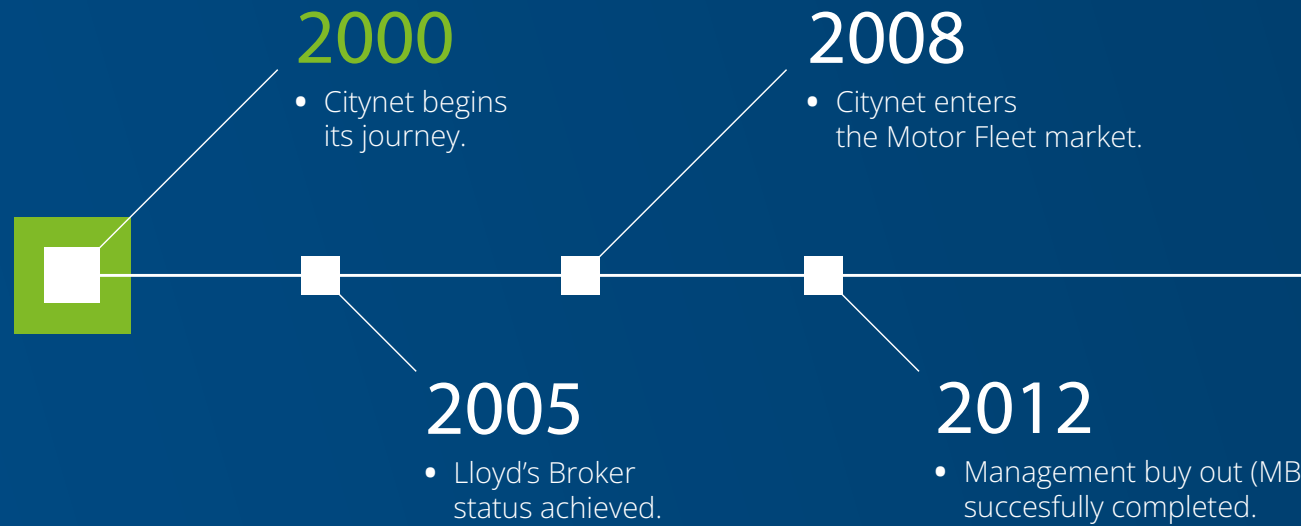 2000
• Citynet begins
its journey.
2008
• Citynet enters
the Motor Fleet market.
2005
• Lloyd's Broker
status achieved.
2012
• Management buy out (MB
succesfully completed.